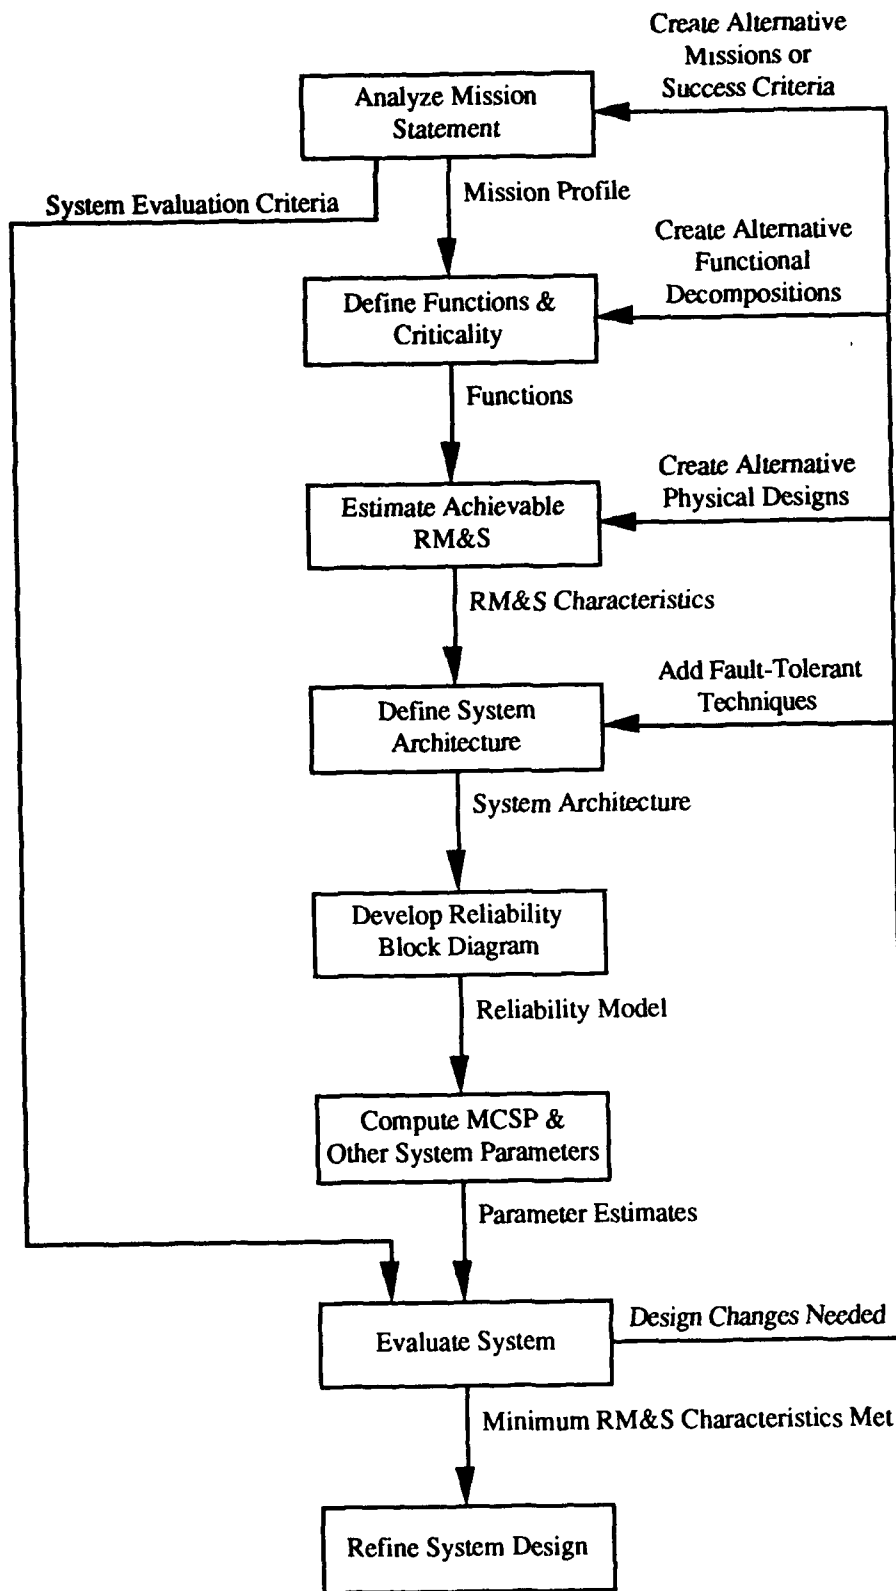 Create Alternative
Missions or
Success Criteria
Analyze Mission
Statement
System Evaluation Criteria
Mission Profile
Create Alternative
Functional
Decompositions
Define Functions &
Criticality
Functions
Create Alternative
Physical Designs
Estimate Achievable
RM&S
RM&S Characteristics
Add Fault-Tolerant
Techniques
Define System
Architecture
System Architecture
Develop Reliability
Block Diagram
Reliability Model
Compute MCSP &
Other System Parameters
Parameter Estimates
Design Changes Needed
Evaluate System
Minimum RM&S Characteristics Met
Refine System Design